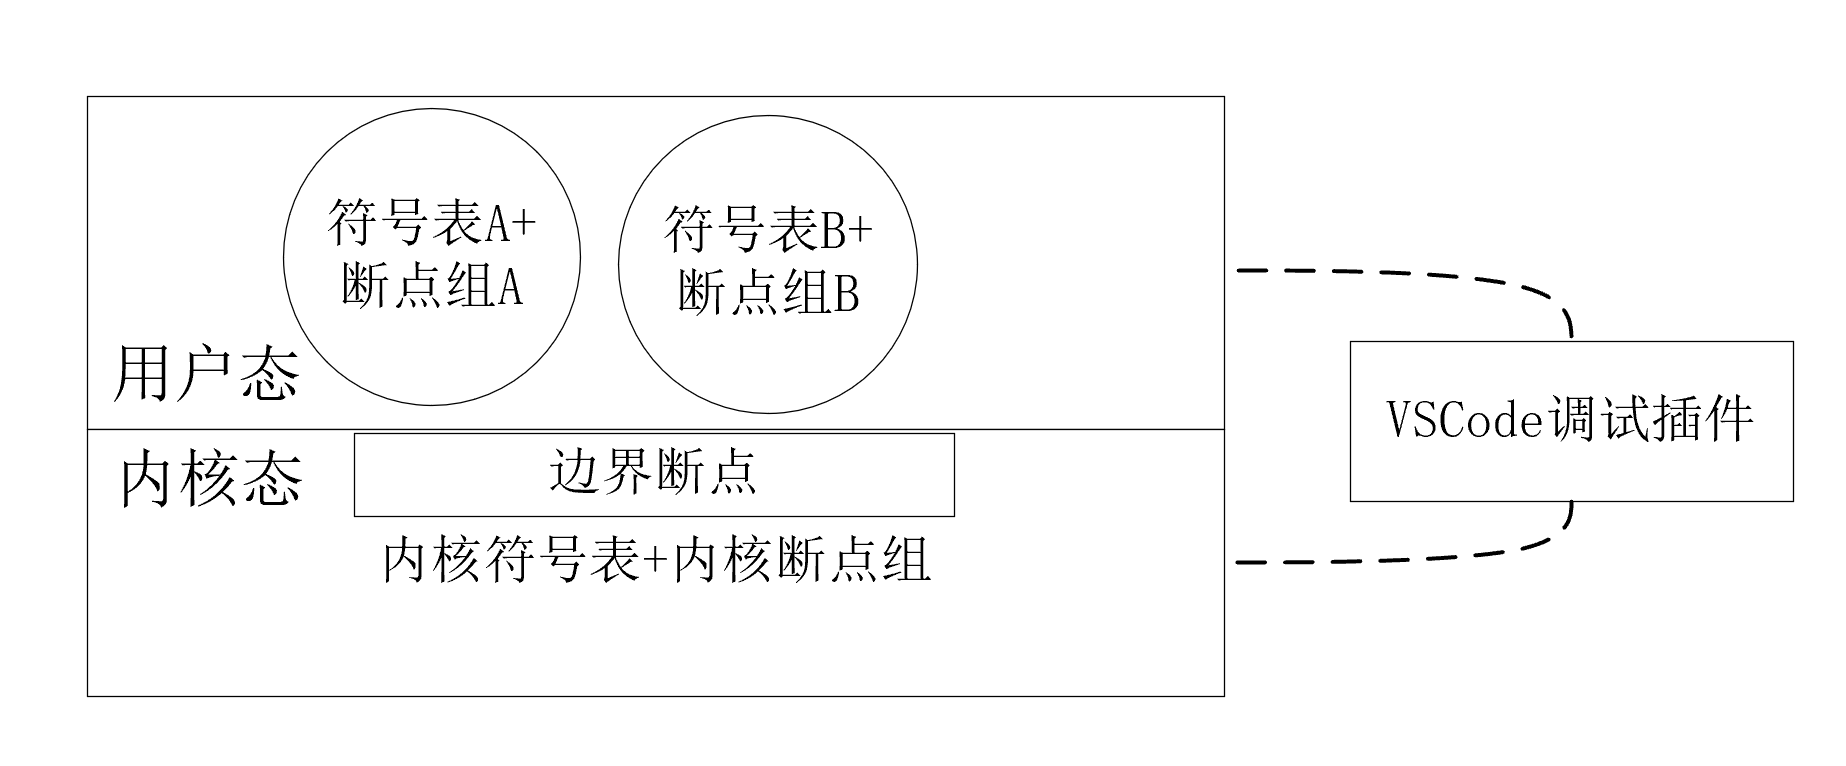 符号表A+
断点组A
符号表B+
断点组B
用户态
VSCode调试插件
内核态
边界断点
内核符号表+内核断点组